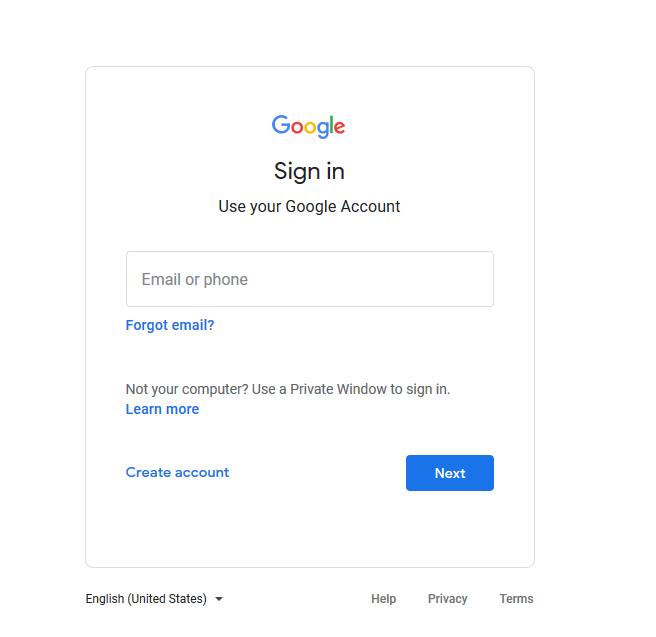 Google
Sign in
Use your Google Account
Email or phone
Forgot email?
Not your computer? Use a Private Window to sign in.
Learn more
Create account
Next
English (United States)
Help
Privacy
Terms